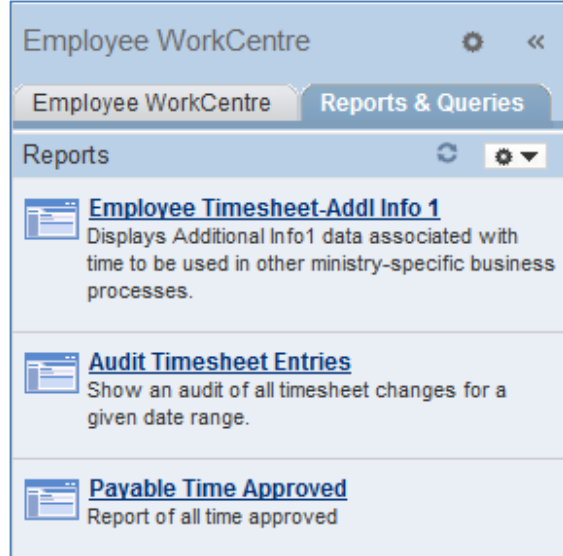 Employee WorkCentre
Employee WorkCentre Reports & Queries
Reports
Employee Timesheet-Addl Info 1
Displays Additional Info1 data associated with
time to be used in other ministry-specific business
processes.
Audit Timesheet Entries
Show an audit of all timesheet changes for a
given date range.
Payable Time Approved
Report of all time approved